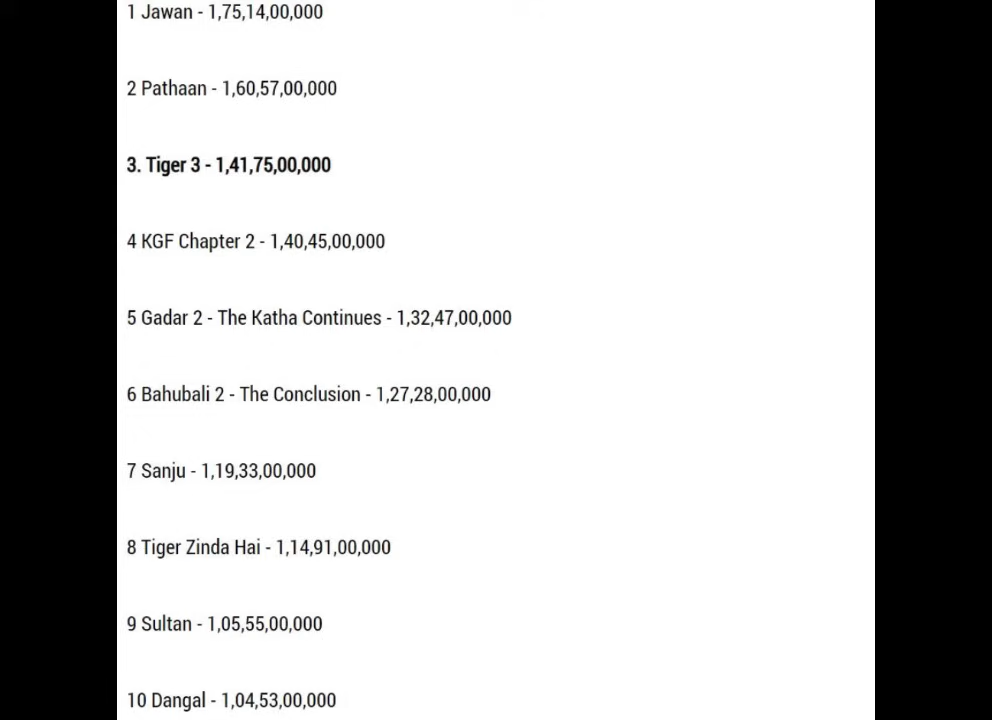 1 Jawan - 1,75,14,00,000
2 Pathaan - 1,60,57,00,000
3. Tiger 3 - 1,41,75,00,000
4 KGF Chapter 2 - 1,40,45,00,000
5 Gadar 2 - The Katha Continues - 1,32,47,00,000
6 Bahubali 2 - The Conclusion - 1,27,28,00,000
7 Sanju - 1,19,33,00,000
8 Tiger Zinda Hai - 1,14,91,00,000
9 Sultan - 1,05,55,00,000
10 Dangal - 1,04,53,00,000